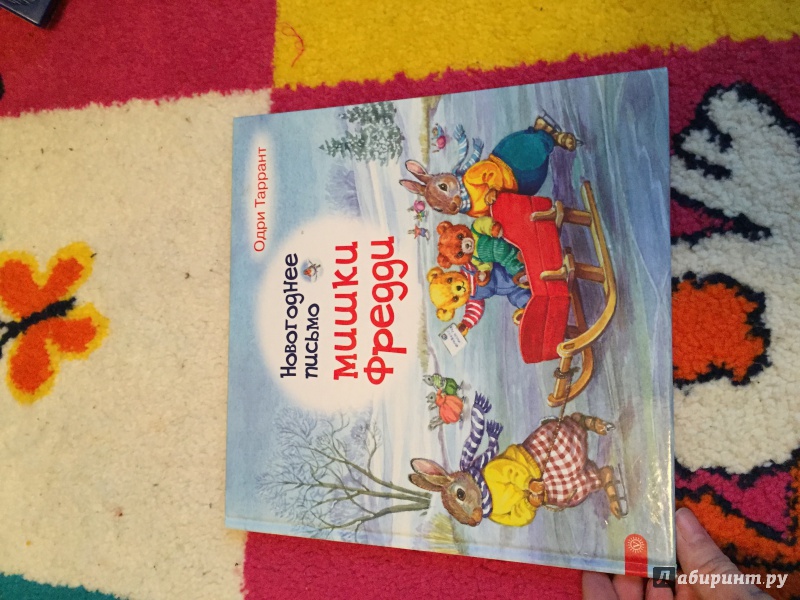 Одри Таррант
Новогоднее
письмо
мишки
Фредди
Лабиринт.ру